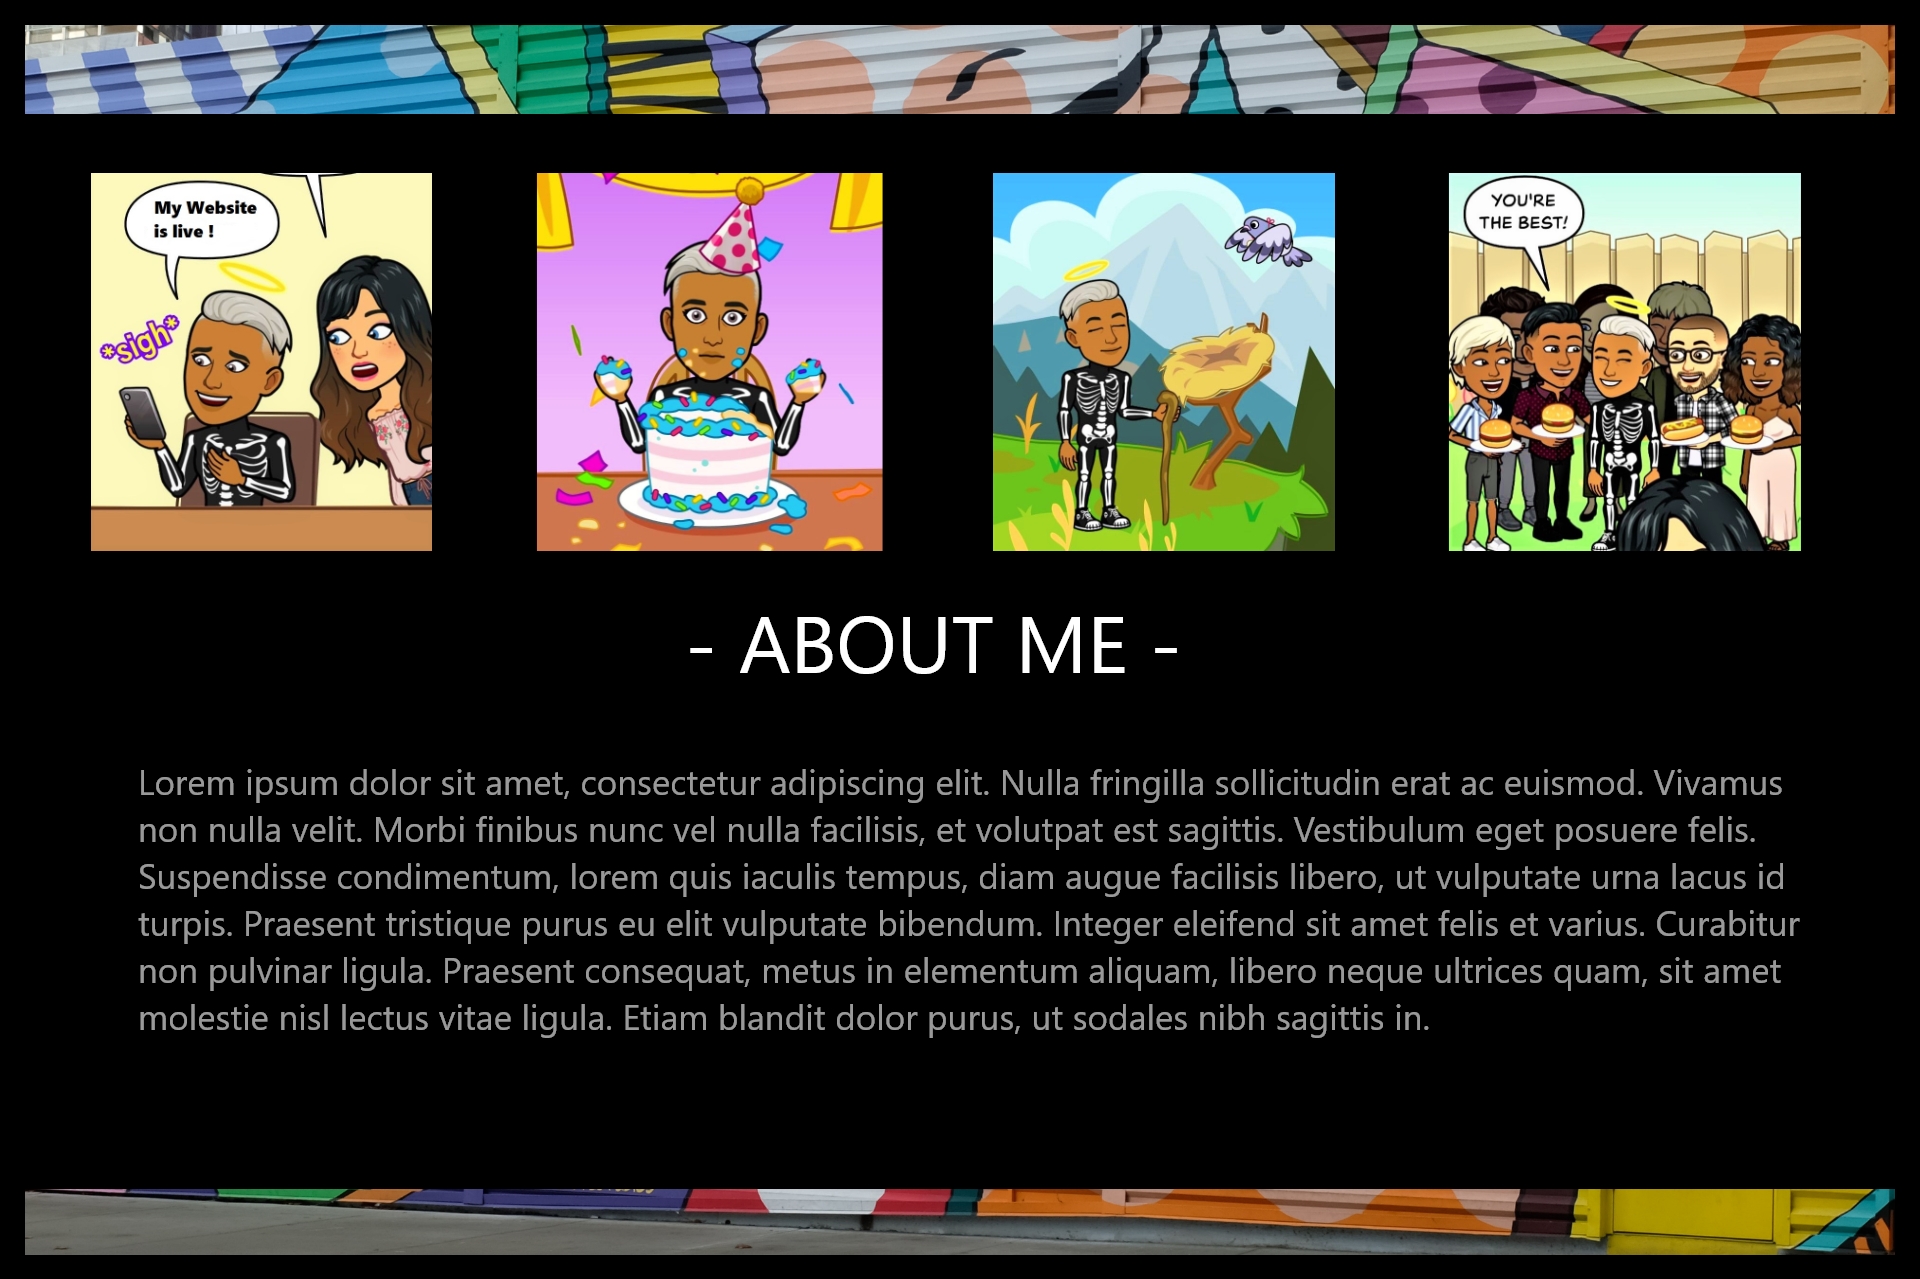 My Website
is live !
*sigh*
YOU'RE
THE BEST!
- ABOUT ME -
Lorem ipsum dolor sit amet, consectetur adipiscing elit. Nulla fringilla sollicitudin erat ac euismod. Vivamus
non nulla velit. Morbi finibus nunc vel nulla facilisis, et volutpat est sagittis. Vestibulum eget posuere felis.
Suspendisse condimentum, lorem quis iaculis tempus, diam augue facilisis libero, ut vulputate urna lacus id
turpis. Praesent tristique purus eu elit vulputate bibendum. Integer eleifend sit amet felis et varius. Curabitur
non pulvinar ligula. Praesent consequat, metus in elementum aliquam, libero neque ultrices quam, sit amet
molestie nisl lectus vitae ligula. Etiam blandit dolor purus, ut sodales nibh sagittis in.